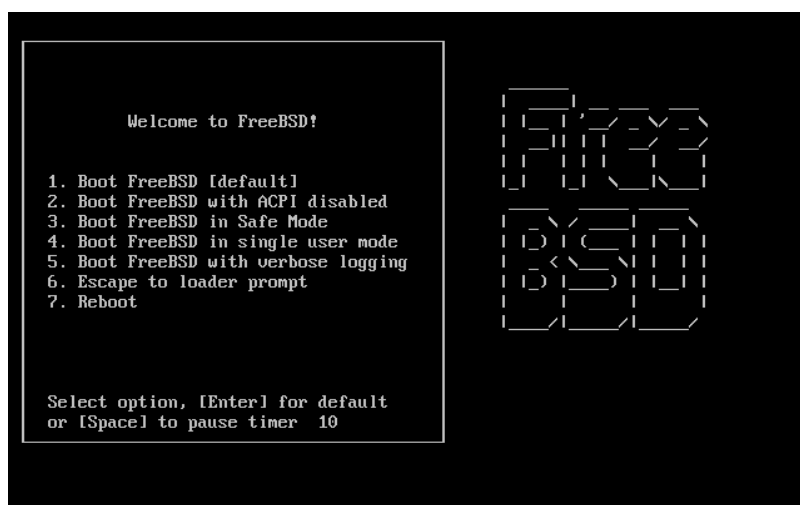 Welcome to FreeBSD!
1. Boot FreeBSD [default]
2. Boot FreeBSD with ACPI disabled
3. Boot FreeBSD in Safe Mode
4. Boot FreeBSD in single user mode
5. Boot FreeBSD with verbose logging
6. Escape to loader prompt
7. Reboot
Select option, [Enter] for default
or [Space] to pause timer  10
Free
BSD